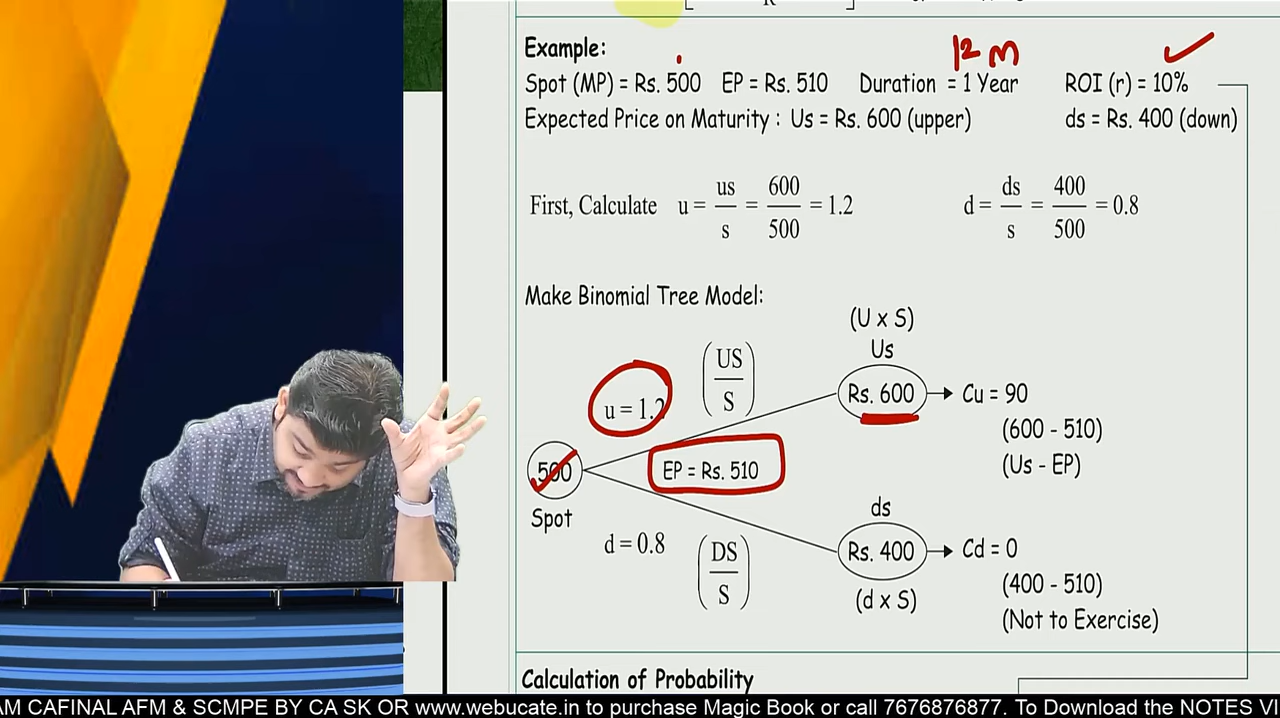 Example:
12 m
Spot (MP) = Rs. 500 EP = Rs. 510 Duration = 1 Year ROI (r) = 10%
Expected Price on Maturity : Us = Rs. 600 (upper) ds = Rs. 400 (down)
First, Calculate u = us/s = 600/500 = 1.2 d = ds/s = 400/500 = 0.8
Make Binomial Tree Model:
(U x S)
Us
(US/S)
u = 1.2
Rs. 600
Cu = 90
(600 - 510)
(Us - EP)
500
EP = Rs. 510
Spot
ds
d = 0.8
(DS/S)
Rs. 400
Cd = 0
(d x S)
(400 - 510)
(Not to Exercise)
Calculation of Probability
AM CAFINAL AFM & SCMPE BY CA SK OR www.webucate.in to purchase Magic Book or call 7676876877. To Download the NOTES VI